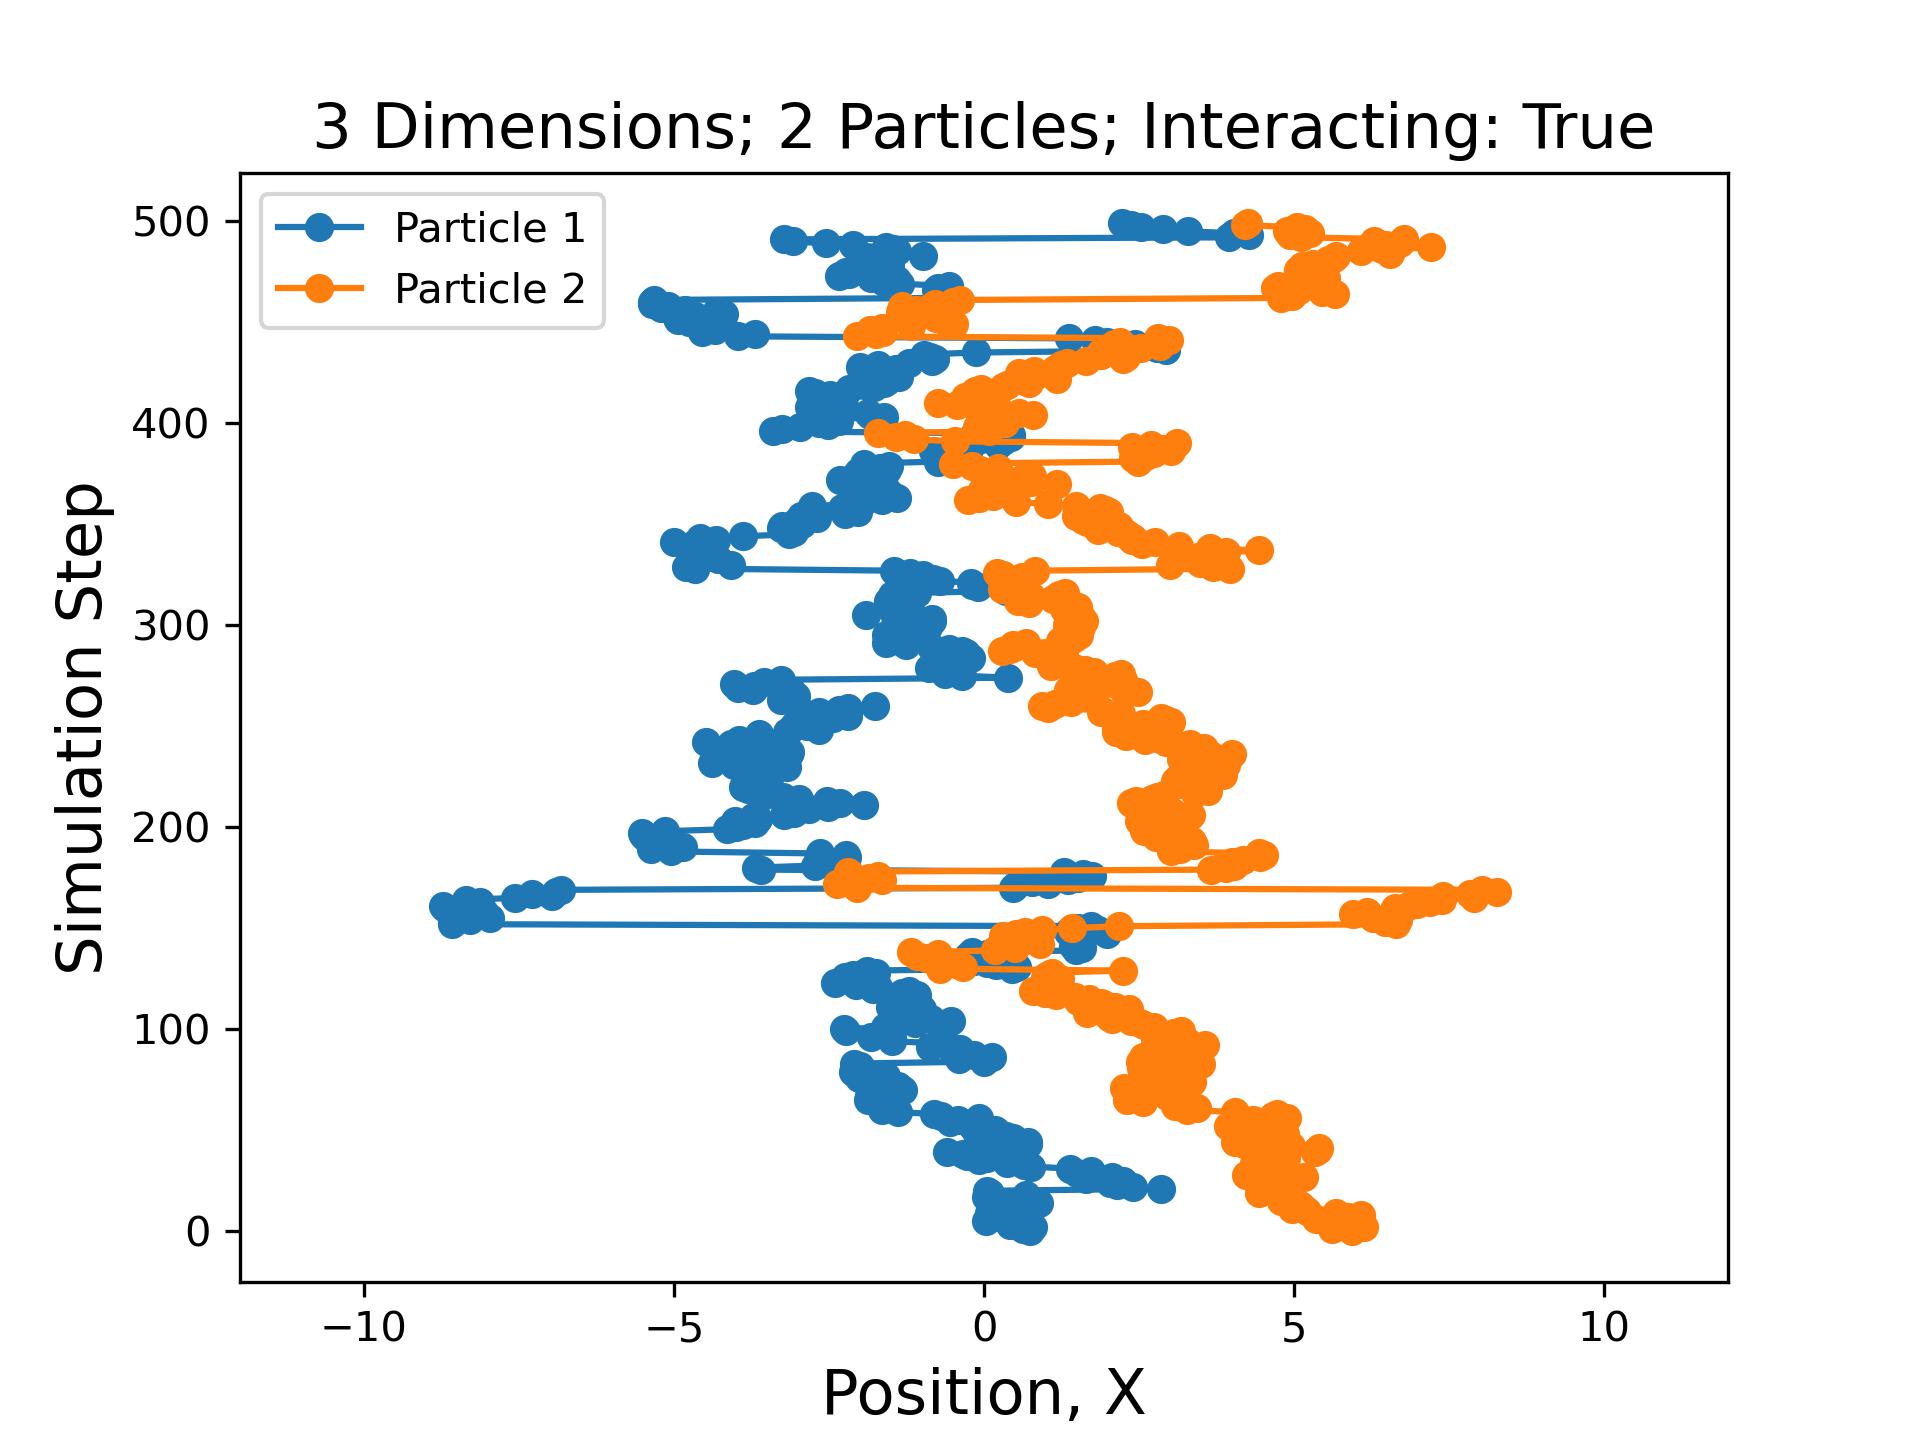 3 Dimensions; 2 Particles; Interacting: True
Particle 1
Particle 2
Simulation Step
500
400
300
200
100
0
−10
−5
0
5
10
Position, X